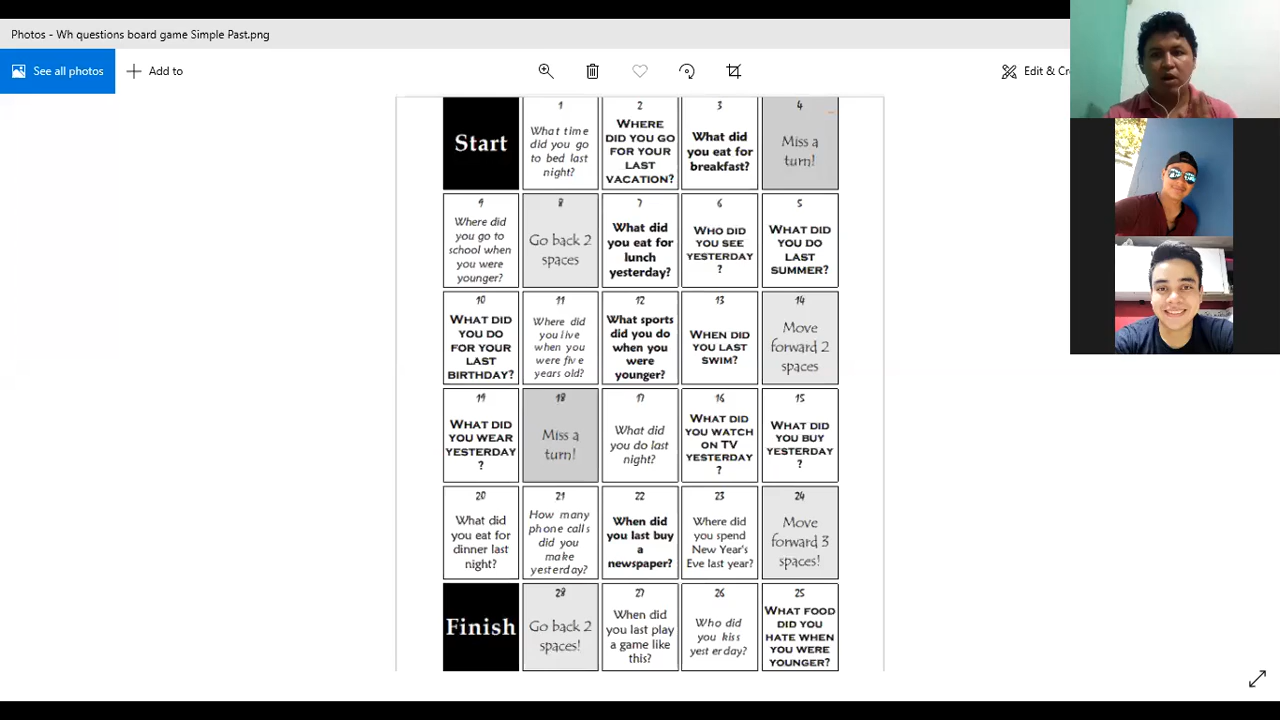 Photos - Wh questions board game Simple Past.png
See all photos
Add to
Edit & Cr
Start
1
What time
did you go
to bed last
night?
2
WHERE
DID YOU GO
FOR YOUR
LAST
VACATION?
3
What did
you eat for
breakfast?
4
Miss a
turn!
9
Where did
you go to
school when
you were
younger?
8
Go back 2
spaces
7
What did
you eat for
lunch
yesterday?
6
WHO DID
YOU SEE
YESTERDAY
?
5
WHAT DID
YOU DO
LAST
SUMMER?
10
WHAT DID
YOU DO
FOR YOUR
LAST
BIRTHDAY?
11
Where did
you live
when you
were five
years old?
12
What sports
did you do
when you
were
younger?
13
WHEN DID
YOU LAST
SWIM?
14
Move
forward 2
spaces
19
WHAT DID
YOU WEAR
YESTERDAY
?
18
Miss a
turn!
17
What did
you do last
night?
16
WHAT DID
YOU WATCH
ON TV
YESTERDAY
?
15
WHAT DID
YOU BUY
YESTERDAY
?
20
What did
you eat for
dinner last
night?
21
How many
phone calls
did you
make
yesterday?
22
When did
you last buy
a
newspaper?
23
Where did
you spend
New Year's
Eve last year?
24
Move
forward 3
spaces!
Finish
28
Go back 2
spaces!
27
When did
you last play
a game like
this?
26
Who did
you kiss
yesterday?
25
WHAT FOOD
DID YOU
HATE WHEN
YOU WERE
YOUNGER?